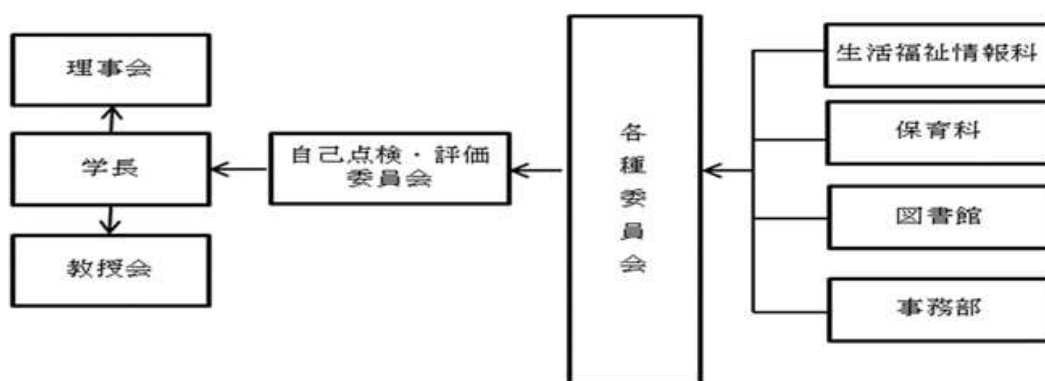 理事会
学長
教授会
自己点検・評価
委員会
各種委員会
生活福祉情報科
保育科
図書館
事務部